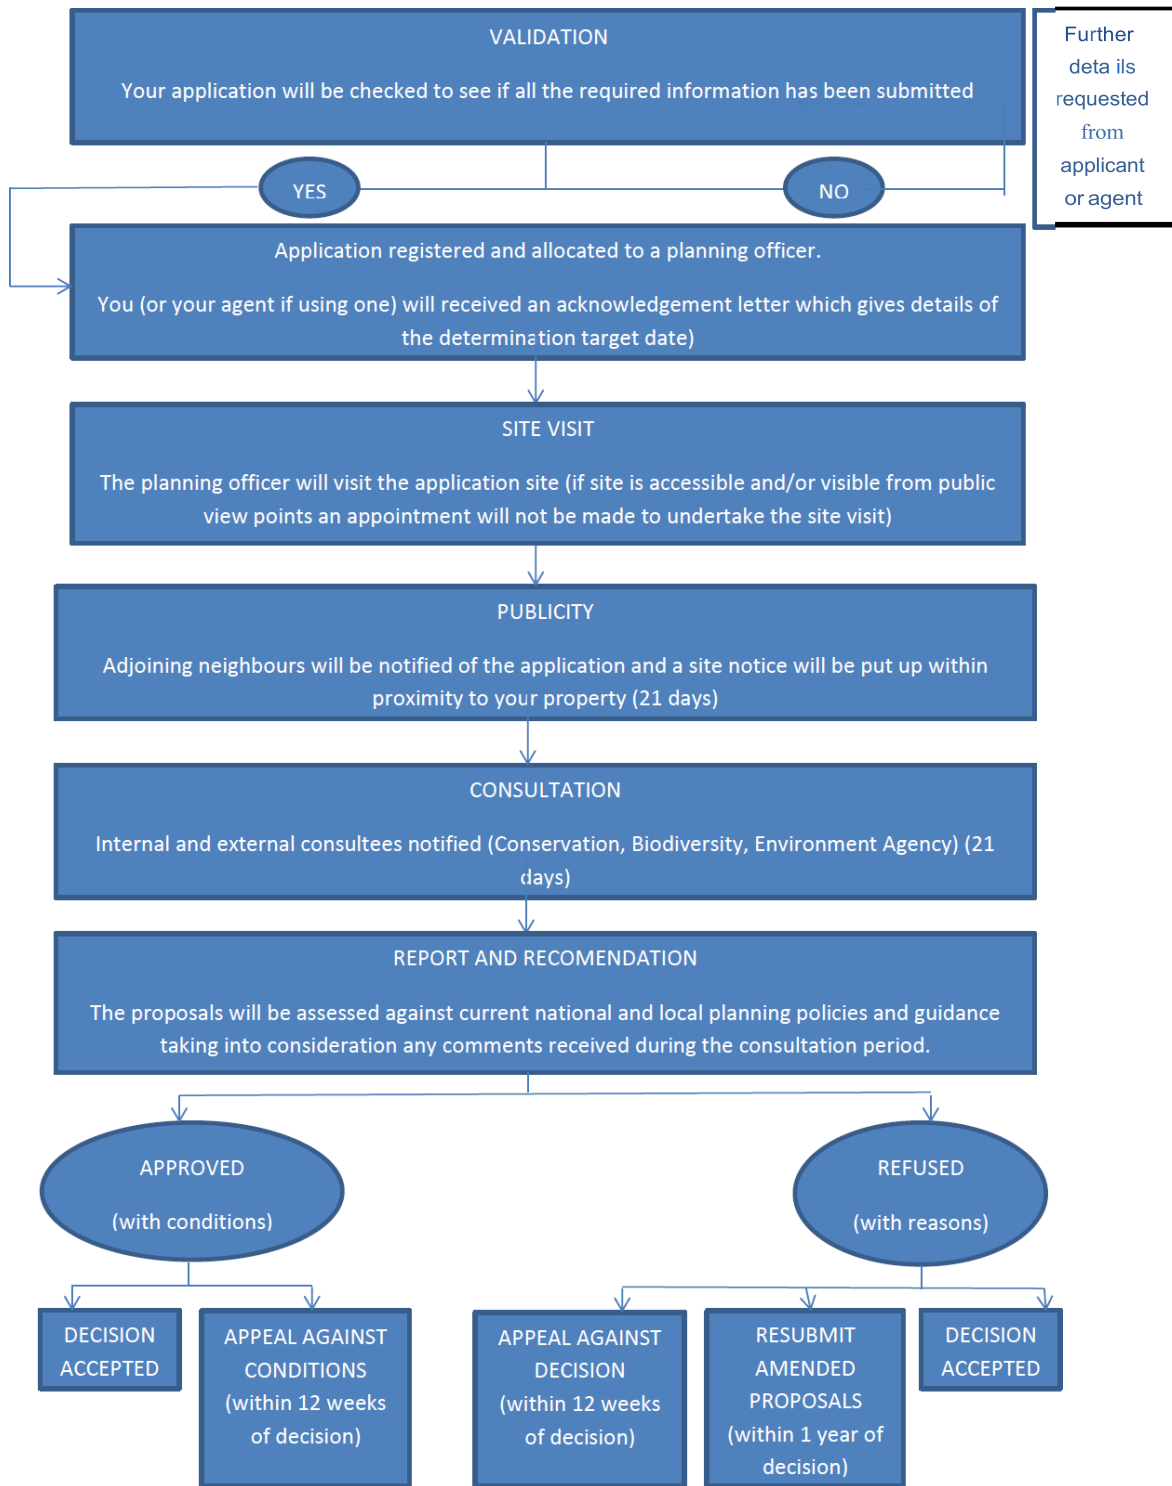 VALIDATION
Your application will be checked to see if all the required information has been submitted
Further
deta ils
requested
from
applicant
or agent
YES
NO
Application registered and allocated to a planning officer.
You (or your agent if using one) will received an acknowledgement letter which gives details of
the determination target date)
SITE VISIT
The planning officer will visit the application site (if site is accessible and/or visible from public
view points an appointment will not be made to undertake the site visit)
PUBLICITY
Adjoining neighbours will be notified of the application and a site notice will be put up within
proximity to your property (21 days)
CONSULTATION
Internal and external consultees notified (Conservation, Biodiversity, Environment Agency) (21
days)
REPORT AND RECOMENDATION
The proposals will be assessed against current national and local planning policies and guidance
taking into consideration any comments received during the consultation period.
APPROVED
(with conditions)
REFUSED
(with reasons)
DECISION
ACCEPTED
APPEAL AGAINST
CONDITIONS
(within 12 weeks
of decision)
APPEAL AGAINST
DECISION
(within 12 weeks
of decision)
RESUBMIT
AMENDED
PROPOSALS
(within 1 year of
decision)
DECISION
ACCEPTED